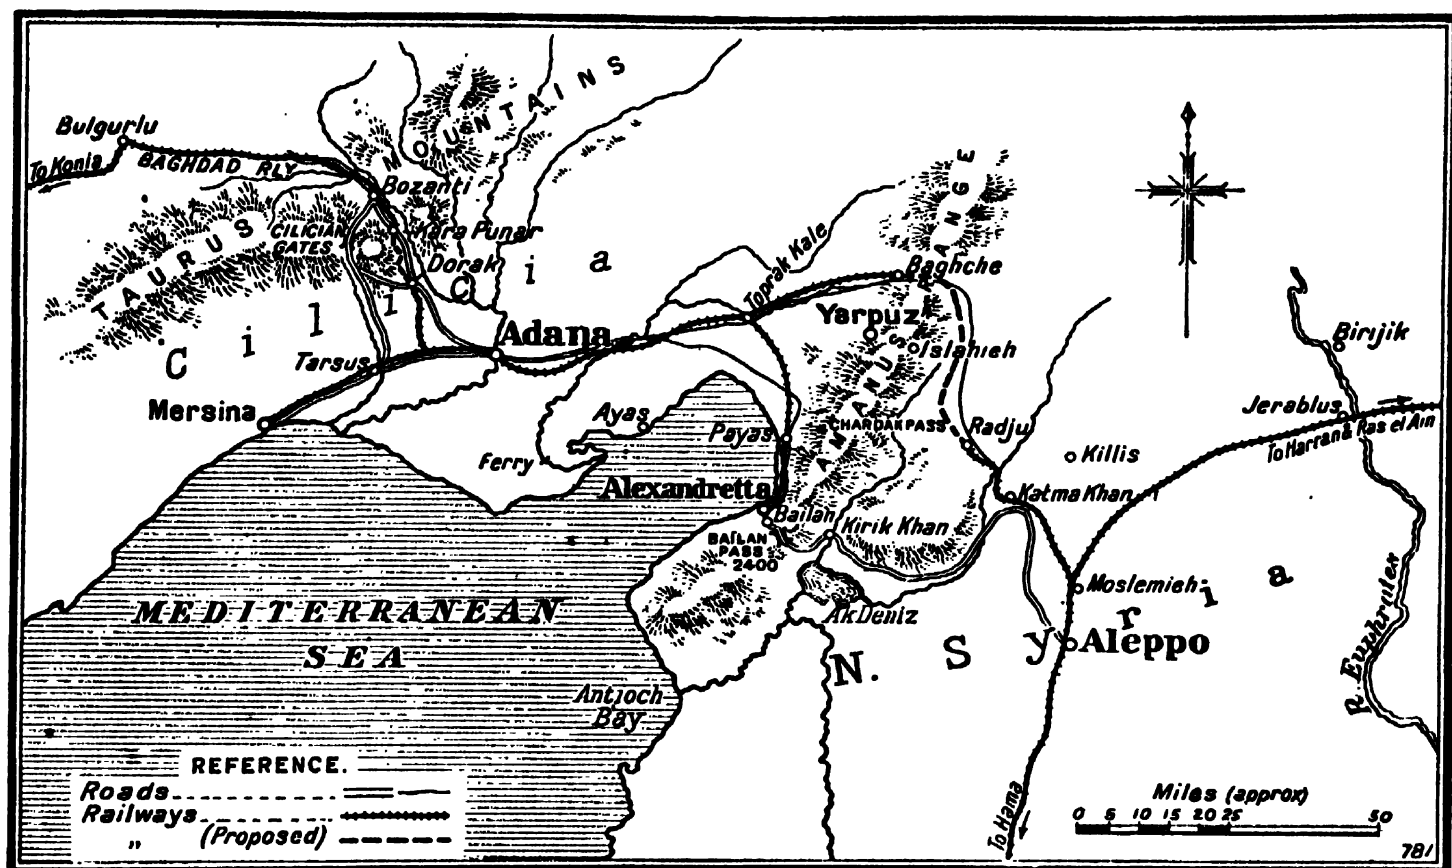 Bulgurlu
To Konia
BAGHDAD RLY
TAURUS MOUNTAINS
Bozanti
CILICIAN
GATES
Kara Punar
Dorak
Cilicia
Adana
Tarsus
Mersina
Toprak Kale
Baghche
Yarpuz
Islahieh
AMANUS RANGE
CHARDAK PASS
Radju
Killis
Katma Khan
Birijik
Jerablus
To Harran & Ras el Ain
Ayas
Ferry
Payas
Alexandretta
Bailan
BAILAN
PASS
2400
Kirik Khan
Ak Deniz
Moslemieh
Aleppo
N. Syria
R. Euphrates
MEDITERRANEAN
SEA
Antioch
Bay
To Hama
REFERENCE.
Roads
Railways
„ (Proposed)
Miles (approx)
0 5 10 15 20 25 50
781